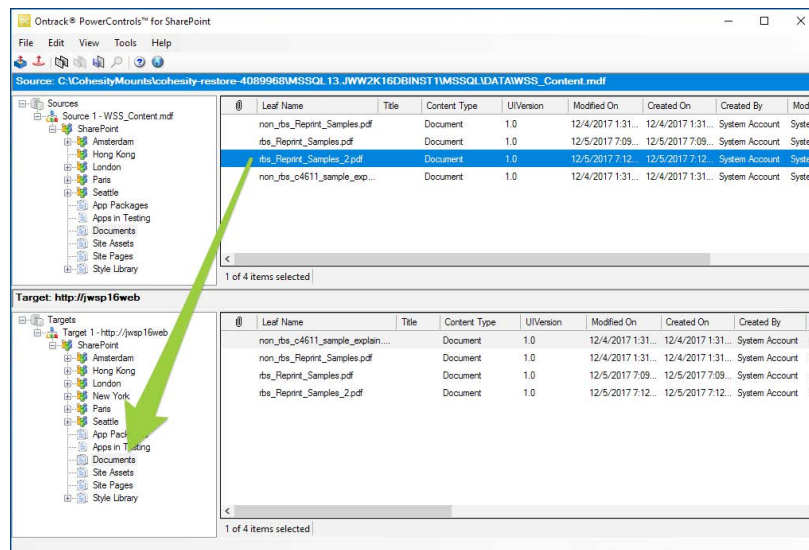 Ontrack® PowerControls™ for SharePoint
File Edit View Tools Help
Source: C:\CohesityMounts\cohesity-restore-4089968\MSSQL13.JWW2K16DBINST1\MSSQL\DATA\WSS_Content.mdf
Sources
Source 1 - WSS_Content.mdf
SharePoint
Amsterdam
Hong Kong
London
Paris
Seattle
App Packages
Apps in Testing
Documents
Site Assets
Site Pages
Style Library
Leaf Name Title Content Type UIVersion Modified On Created On Created By Mod
non_rbs_Reprint_Samples.pdf Document 1.0 12/4/2017 1:31... 12/4/2017 1:31... System Account Syste
rbs_Reprint_Samples.pdf Document 1.0 12/5/2017 7:09... 12/5/2017 7:09... System Account Syste
rbs_Reprint_Samples_2.pdf Document 1.0 12/5/2017 7:12... 12/5/2017 7:12... System Account Syste
non_rbs_c4611_sample_exp... Document 1.0 12/4/2017 1:31... 12/4/2017 1:31... System Account Syste
1 of 4 items selected
Target: http://jwsp16web
Targets
Target 1 - http://jwsp16web
SharePoint
Amsterdam
Hong Kong
London
New York
Paris
Seattle
App
Apps in
Documents
Site Assets
Site Pages
Style Library
Leaf Name Title Content Type UIVersion Modified On Created On Created By
non_rbs_c4611_sample_explain.... Document 1.0 12/4/2017 1:31... 12/4/2017 1:31... System Account
non_rbs_Reprint_Samples.pdf Document 1.0 12/4/2017 1:31... 12/4/2017 1:31... System Account
rbs_Reprint_Samples.pdf Document 1.0 12/5/2017 7:09... 12/5/2017 7:09... System Account
rbs_Reprint_Samples_2.pdf Document 1.0 12/5/2017 7:12... 12/5/2017 7:12... System Account
1 of 4 items selected